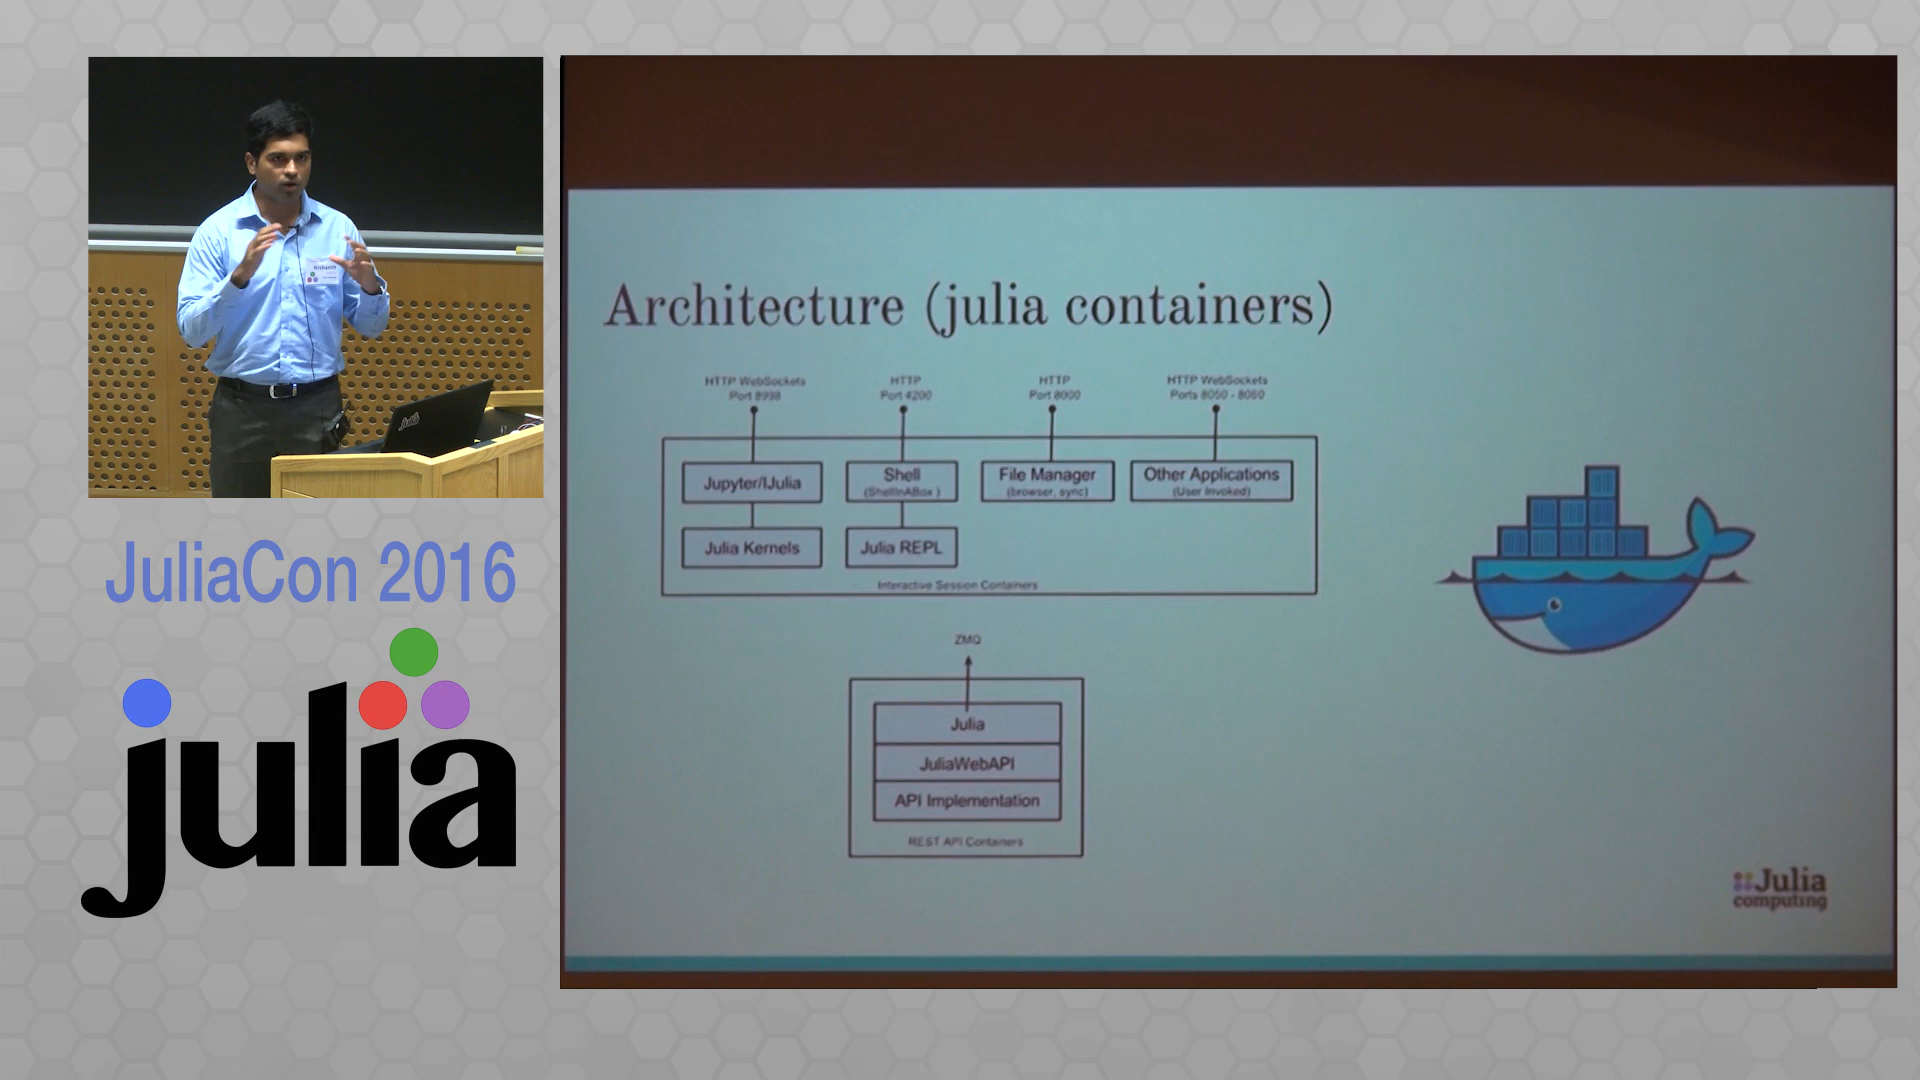 Nishanth
JuliaCon 2016
julia
Architecture (julia containers)
HTTP WebSockets
Port 8998
HTTP
Port 4200
HTTP
Port 8000
HTTP WebSockets
Ports 8050 - 8060
Jupyter/IJulia
Shell
(ShellInABox )
File Manager
(browser, sync)
Other Applications
(User Invoked)
Julia Kernels
Julia REPL
Interactive Session Containers
ZMQ
Julia
JuliaWebAPI
API Implementation
REST API Containers
Julia
computing